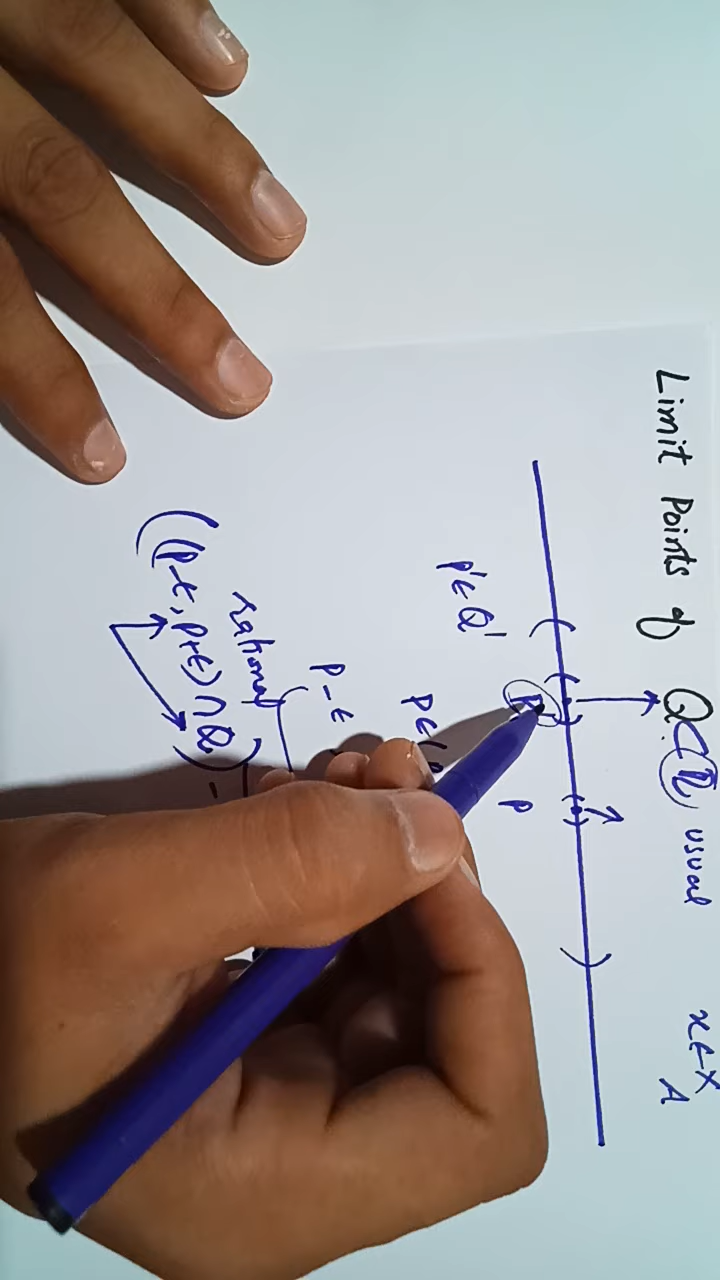 Limit Points of Q⊂ℝ usual x∈X
A
P' P
p'∈Q' p∈(
P-ε
rational
((P-ε, P+ε) ∩ Q)-